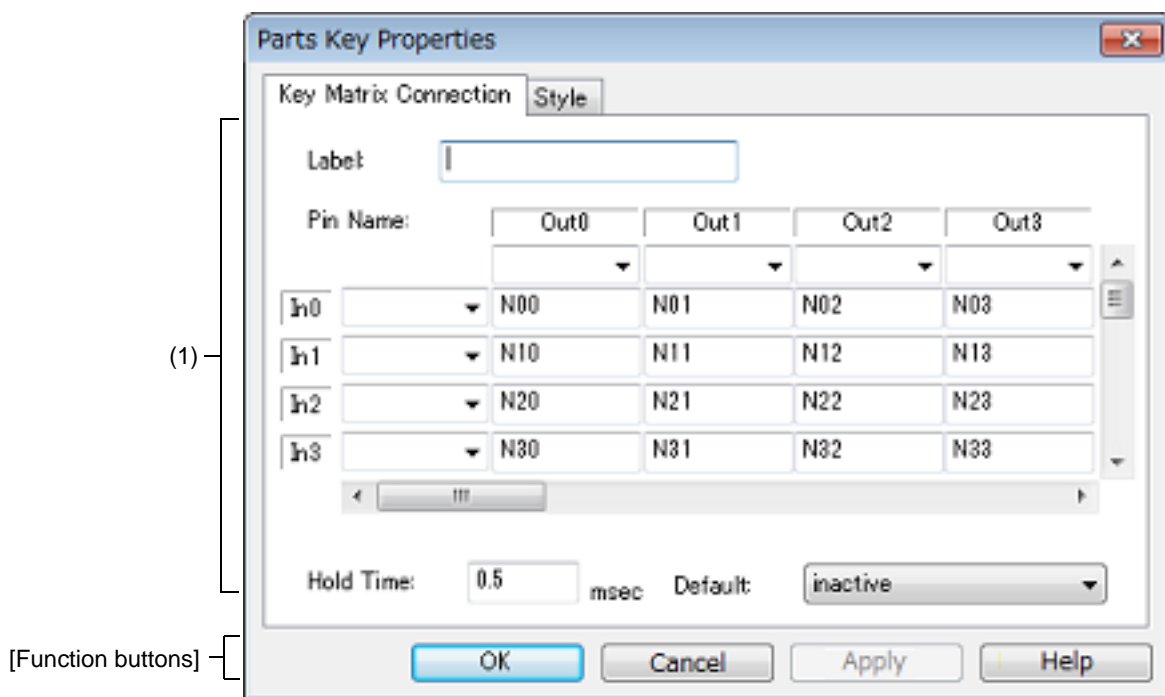 Parts Key Properties
Key Matrix Connection Style
Label:
Pin Name: Out0 Out1 Out2 Out3
In0 N00 N01 N02 N03
(1)
In1 N10 N11 N12 N13
In2 N20 N21 N22 N23
In3 N30 N31 N32 N33
Hold Time: 0.5 msec Default: inactive
[Function buttons]
OK Cancel Apply Help